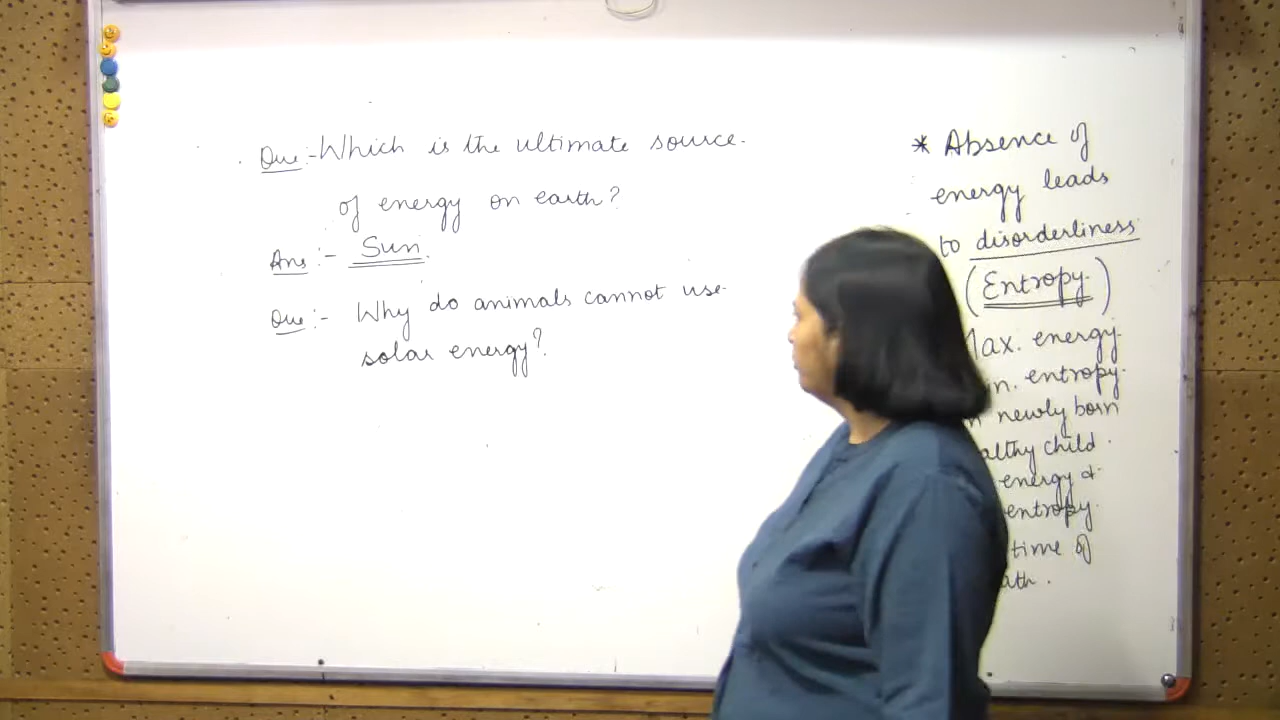 Que:- Which is the ultimate source
of energy on earth?
Ans:- Sun.
Que:- Why do animals cannot use
solar energy?
* Absence of
energy leads
to disorderliness
(Entropy)
Max. energy
entropy.
newly born
child.
energy &
entropy.
time of